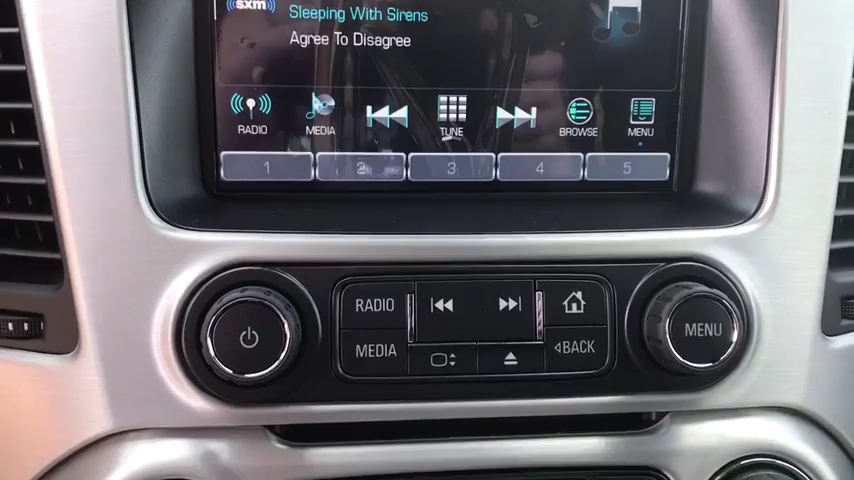 sxm
Sleeping With Sirens
Agree To Disagree
RADIO MEDIA TUNE BROWSE MENU
1 2 3 4 5
RADIO
MENU
MEDIA
BACK